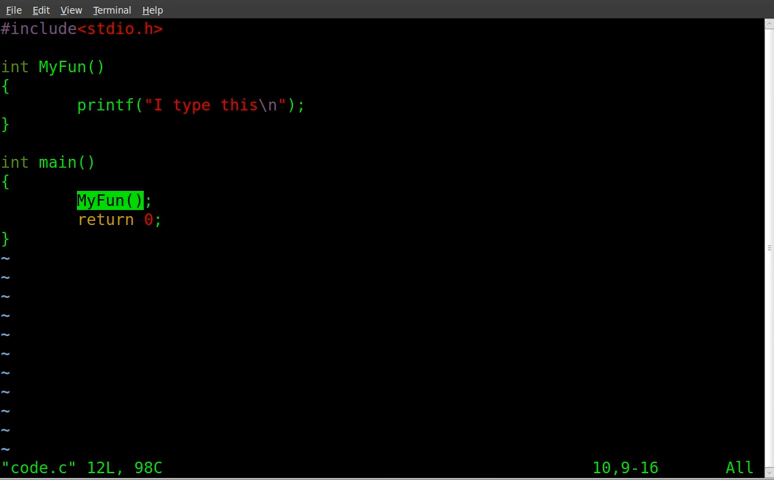 File Edit View Terminal Help
#include<stdio.h>
int MyFun()
{
printf("I type this\n");
}
int main()
{
MyFun();
return 0;
}
~
~
~
~
~
~
~
~
~
~
~
"code.c" 12L, 98C 10,9-16 All